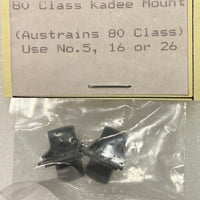 80 Class Kadee Mount
(Austrains 80 Class)
Use No.5, 16 or 26